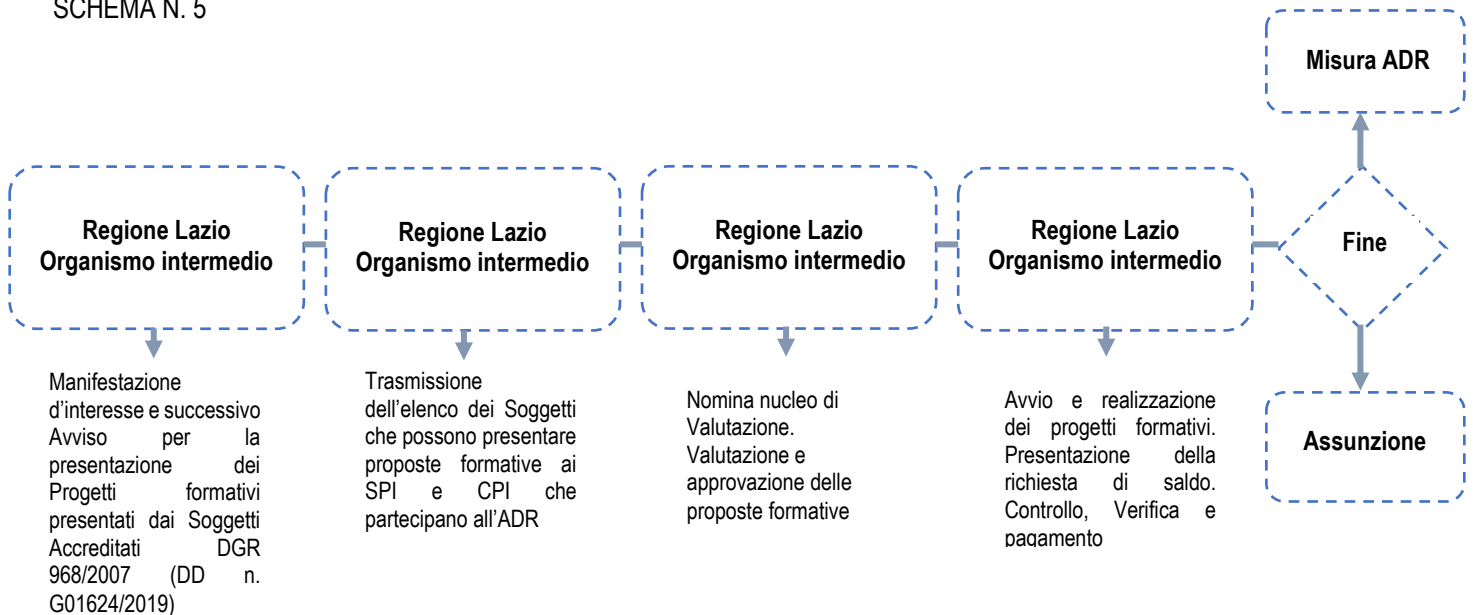 SCHEMA N. 5
Misura ADR
Regione Lazio
Organismo intermedio
Regione Lazio
Organismo intermedio
Regione Lazio
Organismo intermedio
Regione Lazio
Organismo intermedio
Fine
Manifestazione
d’interesse e successivo
Avviso per la
presentazione dei
Progetti formativi
presentati dai Soggetti
Accreditati DGR
968/2007 (DD n.
G01624/2019)
Trasmissione
dell’elenco dei Soggetti
che possono presentare
proposte formative ai
SPI e CPI che
partecipano all’ADR
Nomina nucleo di
Valutazione.
Valutazione e
approvazione delle
proposte formative
Avvio e realizzazione
dei progetti formativi.
Presentazione della
richiesta di saldo.
Controllo, Verifica e
pagamento
Assunzione